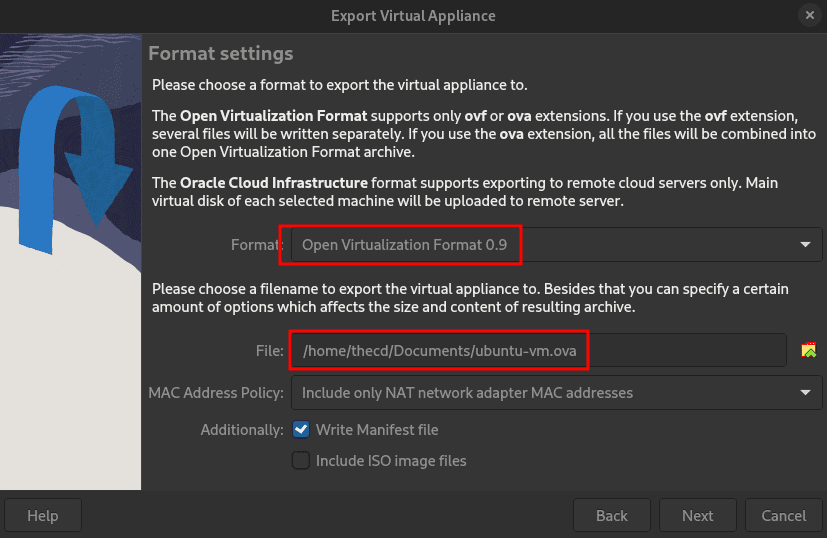 Export Virtual Appliance
Format settings
Please choose a format to export the virtual appliance to.
The Open Virtualization Format supports only ovf or ova extensions. If you use the ovf extension,
several files will be written separately. If you use the ova extension, all the files will be combined into
one Open Virtualization Format archive.
The Oracle Cloud Infrastructure format supports exporting to remote cloud servers only. Main
virtual disk of each selected machine will be uploaded to remote server.
Format: Open Virtualization Format 0.9
Please choose a filename to export the virtual appliance to. Besides that you can specify a certain
amount of options which affects the size and content of resulting archive.
File: /home/thecd/Documents/ubuntu-vm.ova
MAC Address Policy: Include only NAT network adapter MAC addresses
Additionally: Write Manifest file
Include ISO image files
Help Back Next Cancel